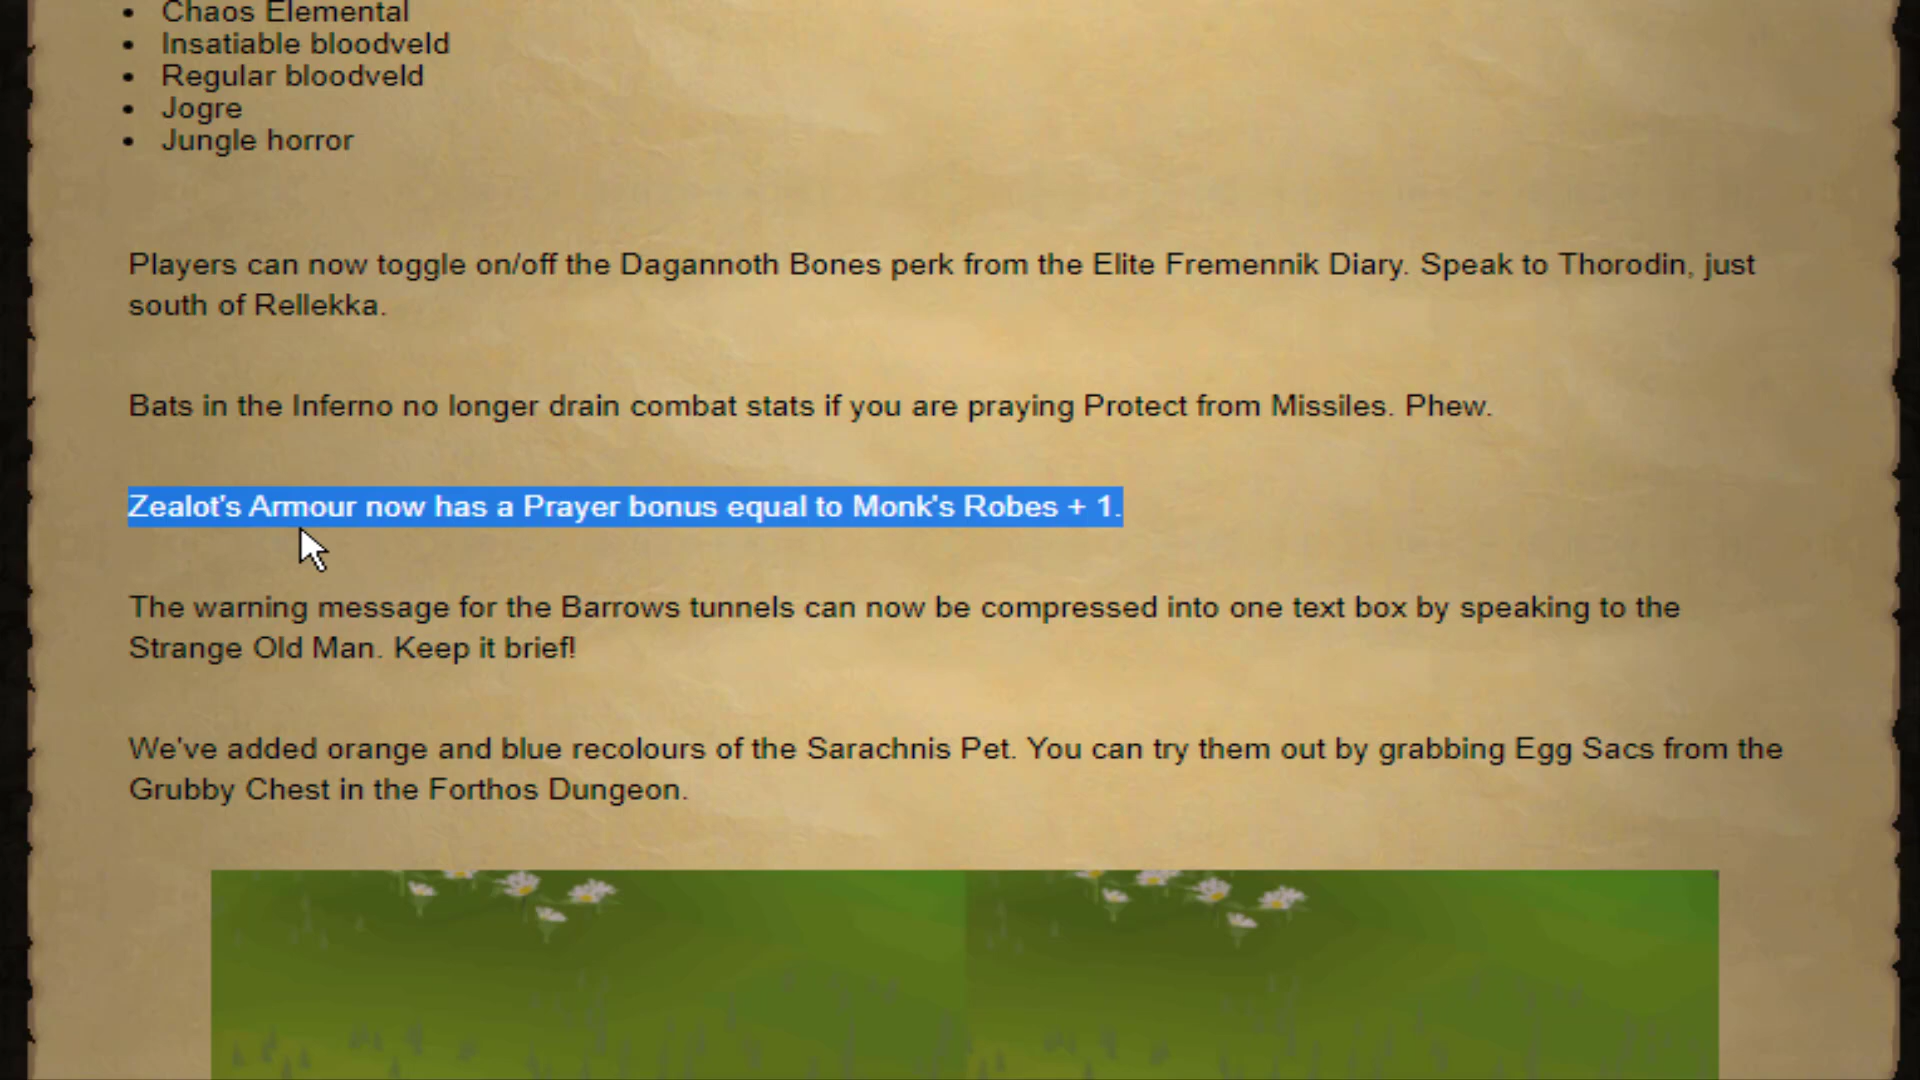 Chaos Elemental
Insatiable bloodveld
Regular bloodveld
Jogre
Jungle horror
Players can now toggle on/off the Dagannoth Bones perk from the Elite Fremennik Diary. Speak to Thorodin, just
south of Rellekka.
Bats in the Inferno no longer drain combat stats if you are praying Protect from Missiles. Phew.
Zealot's Armour now has a Prayer bonus equal to Monk's Robes + 1.
The warning message for the Barrows tunnels can now be compressed into one text box by speaking to the
Strange Old Man. Keep it brief!
We've added orange and blue recolours of the Sarachnis Pet. You can try them out by grabbing Egg Sacs from the
Grubby Chest in the Forthos Dungeon.